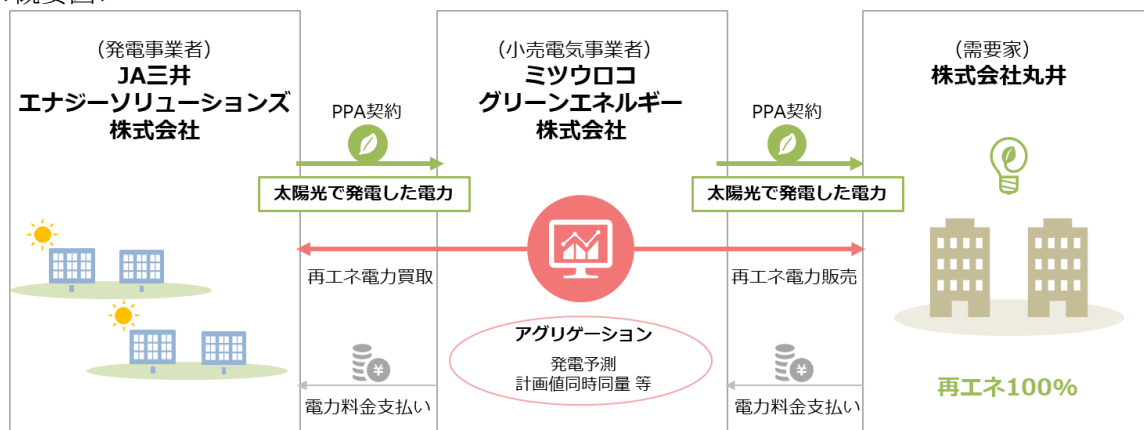 （発電事業者）
JA三井
エナジーソリューションズ
株式会社
PPA契約
太陽光で発電した電力
再エネ電力買取
電力料金支払い
（小売電気事業者）
ミツウロコ
グリーンエネルギー
株式会社
アグリゲーション
発電予測
計画値同時同量 等
PPA契約
太陽光で発電した電力
再エネ電力販売
電力料金支払い
（需要家）
株式会社丸井
再エネ100%
¥
¥